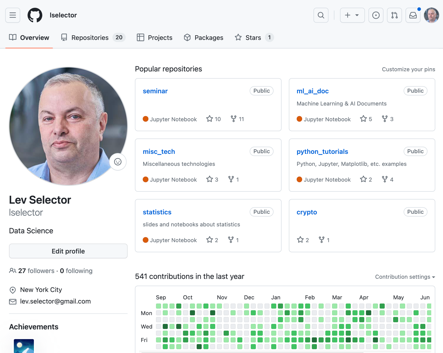 lselector
Overview
Repositories 20
Projects
Packages
Stars 1
Popular repositories
Customize your pins
seminar
Public
Jupyter Notebook
10
11
ml_ai_doc
Public
Machine Learning & AI Documents
Jupyter Notebook
5
3
misc_tech
Public
Miscellaneous technologies
Jupyter Notebook
3
1
python_tutorials
Public
Python, Jupyter, Matplotlib, etc. examples
Jupyter Notebook
2
4
statistics
Public
slides and notebooks about statistics
Jupyter Notebook
2
1
crypto
Public
2
1
Lev Selector
lselector
Data Science
Edit profile
27 followers · 0 following
New York City
lev.selector@gmail.com
Achievements
541 contributions in the last year
Contribution settings
Sep Oct Nov Dec Jan Feb Mar Apr May Jun
Mon
Wed
Fri